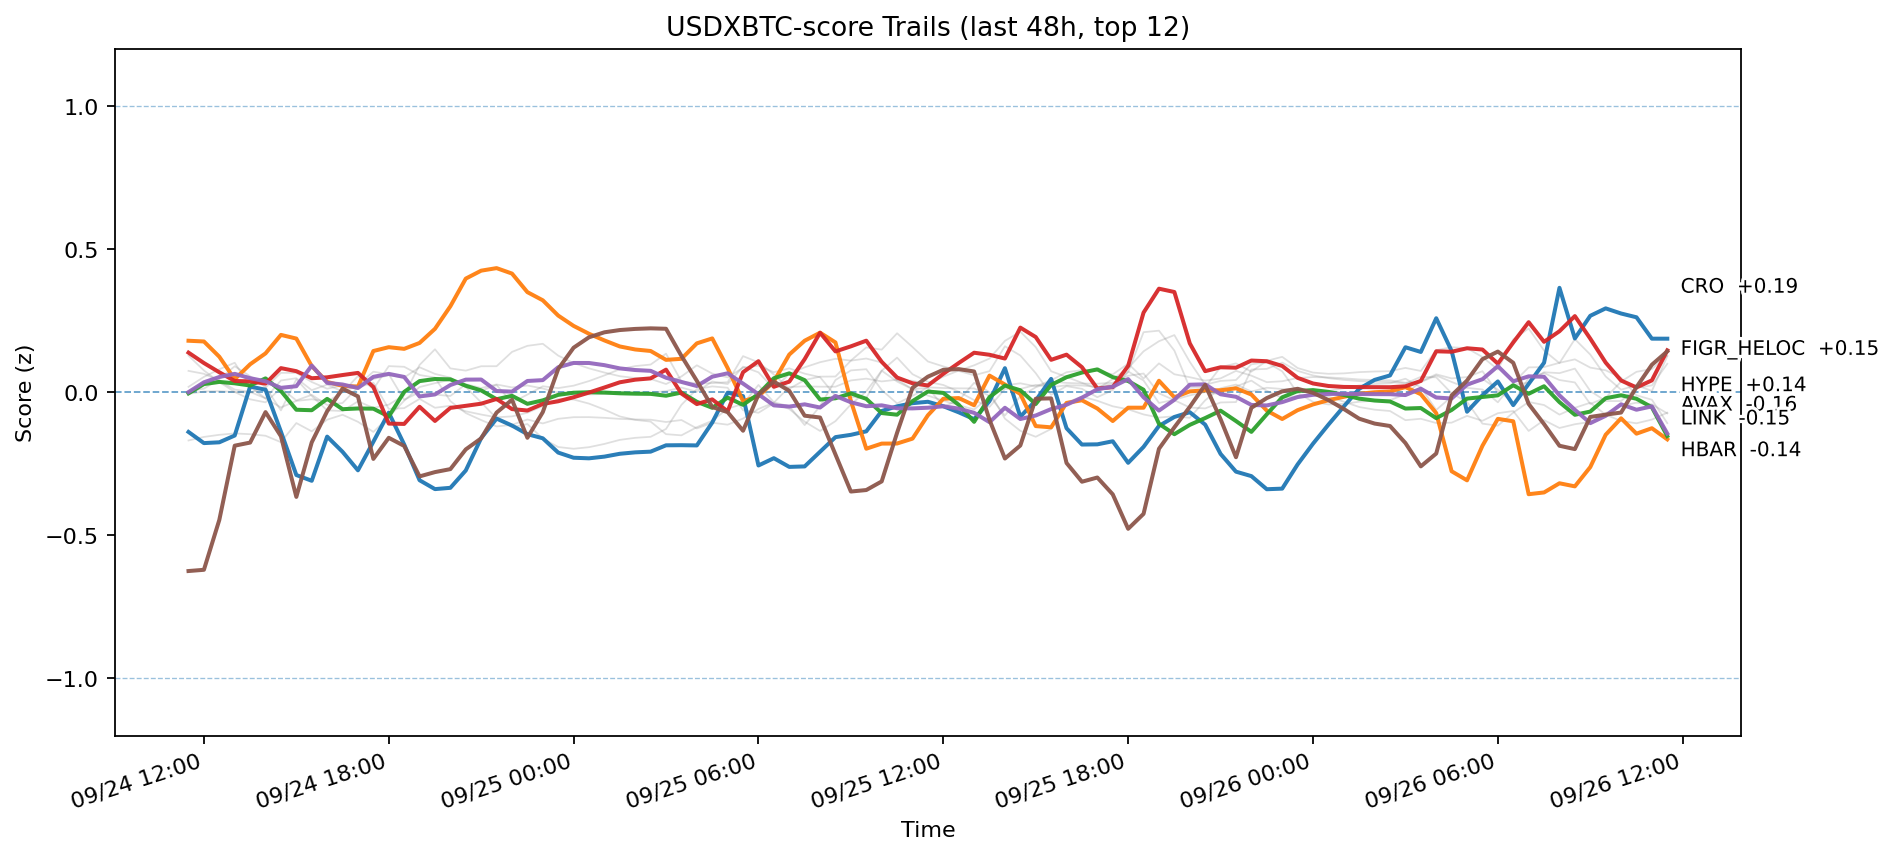 USDXBTC-score Trails (last 48h, top 12)
Score (z)
1.0
0.5
0.0
−0.5
−1.0
CRO +0.19
FIGR_HELOC +0.15
HYPE +0.14
AVAX -0.16
LINK -0.15
HBAR -0.14
09/24 12:00
09/24 18:00
09/25 00:00
09/25 06:00
09/25 12:00
09/25 18:00
09/26 00:00
09/26 06:00
09/26 12:00
Time